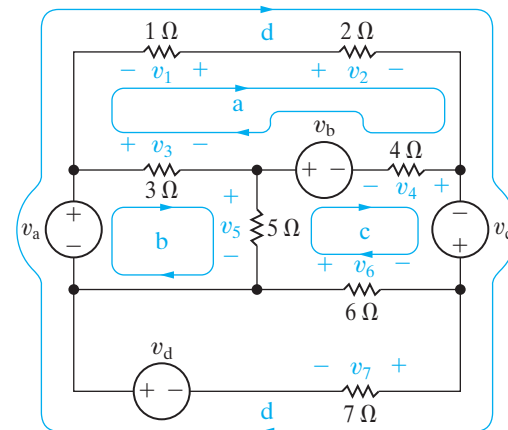 d
1 Ω 2 Ω
− v1 + + v2 −
a
vb
+ v3 − + − 4 Ω
3 Ω − v4 +
+ + −
va v5 5 Ω vc
b c
− − +
+ v6 −
6 Ω
vd
+ − − v7 +
7 Ω
d